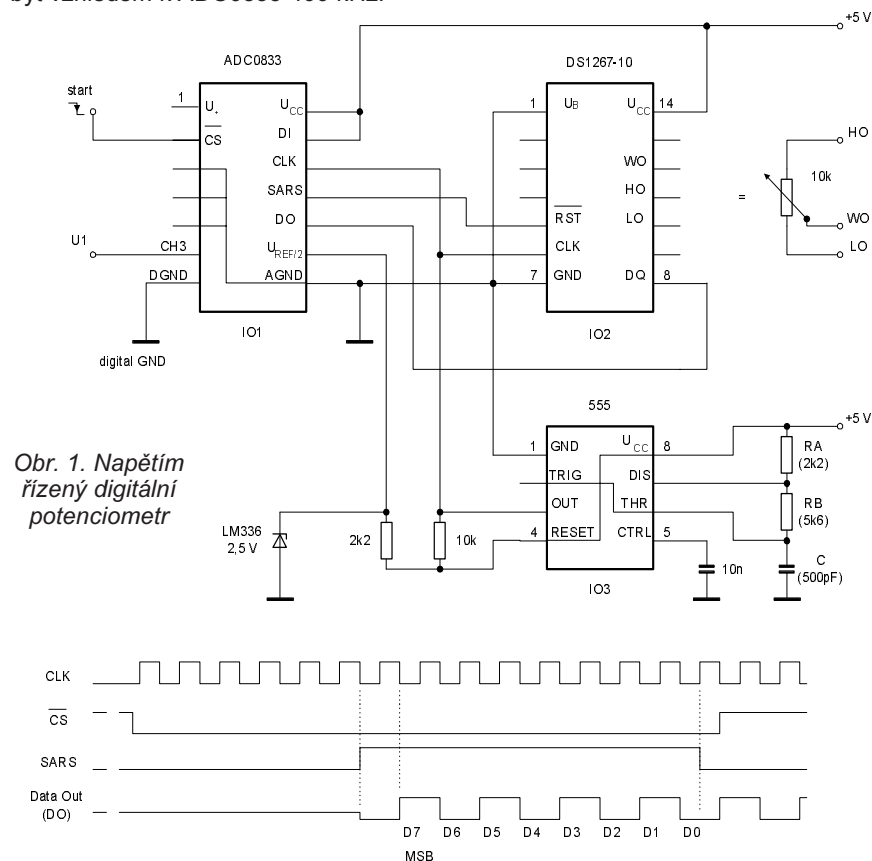 ADC0833
DS1267-10
+5 V
start
1
U+
UCC
CS
DI
CLK
SARS
DO
UREF/2
U1
CH3
DGND
AGND
IO1
digital GND
1
UB
UCC
14
WO
HO
RST
LO
CLK
7
GND
DQ
8
IO2
=
10k
HO
WO
LO
555
1
GND
UCC
8
TRIG
DIS
OUT
THR
4
RESET
CTRL
5
IO3
+5 V
RA
(2k2)
RB
(5k6)
C
(500pF)
10n
LM336
2,5 V
2k2
10k
Obr. 1. Napětím
řízený digitální
potenciometr
CLK
CS
SARS
Data Out
(DO)
D7 D6 D5 D4 D3 D2 D1 D0
MSB